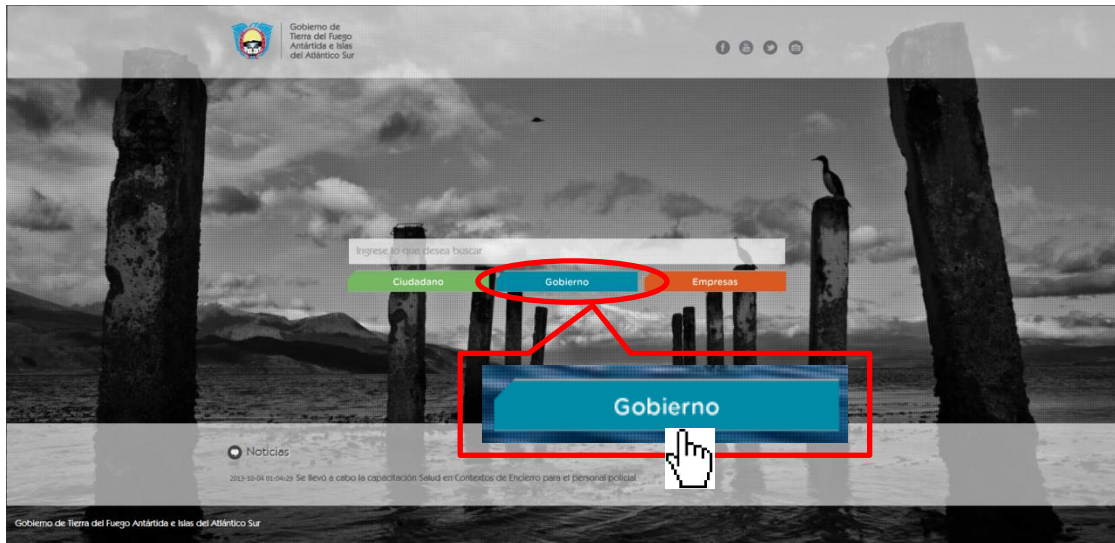 Gobierno de
Tierra del Fuego
Antártida e Islas
del Atlántico Sur
Ingrese lo que desea buscar
Ciudadano
Gobierno
Empresas
Gobierno
Noticias
2013-10-04 01:04:29 Se llevó a cabo la capacitación Salud en Contextos de Encierro para el personal policial
Gobierno de Tierra del Fuego Antártida e Islas del Atlántico Sur